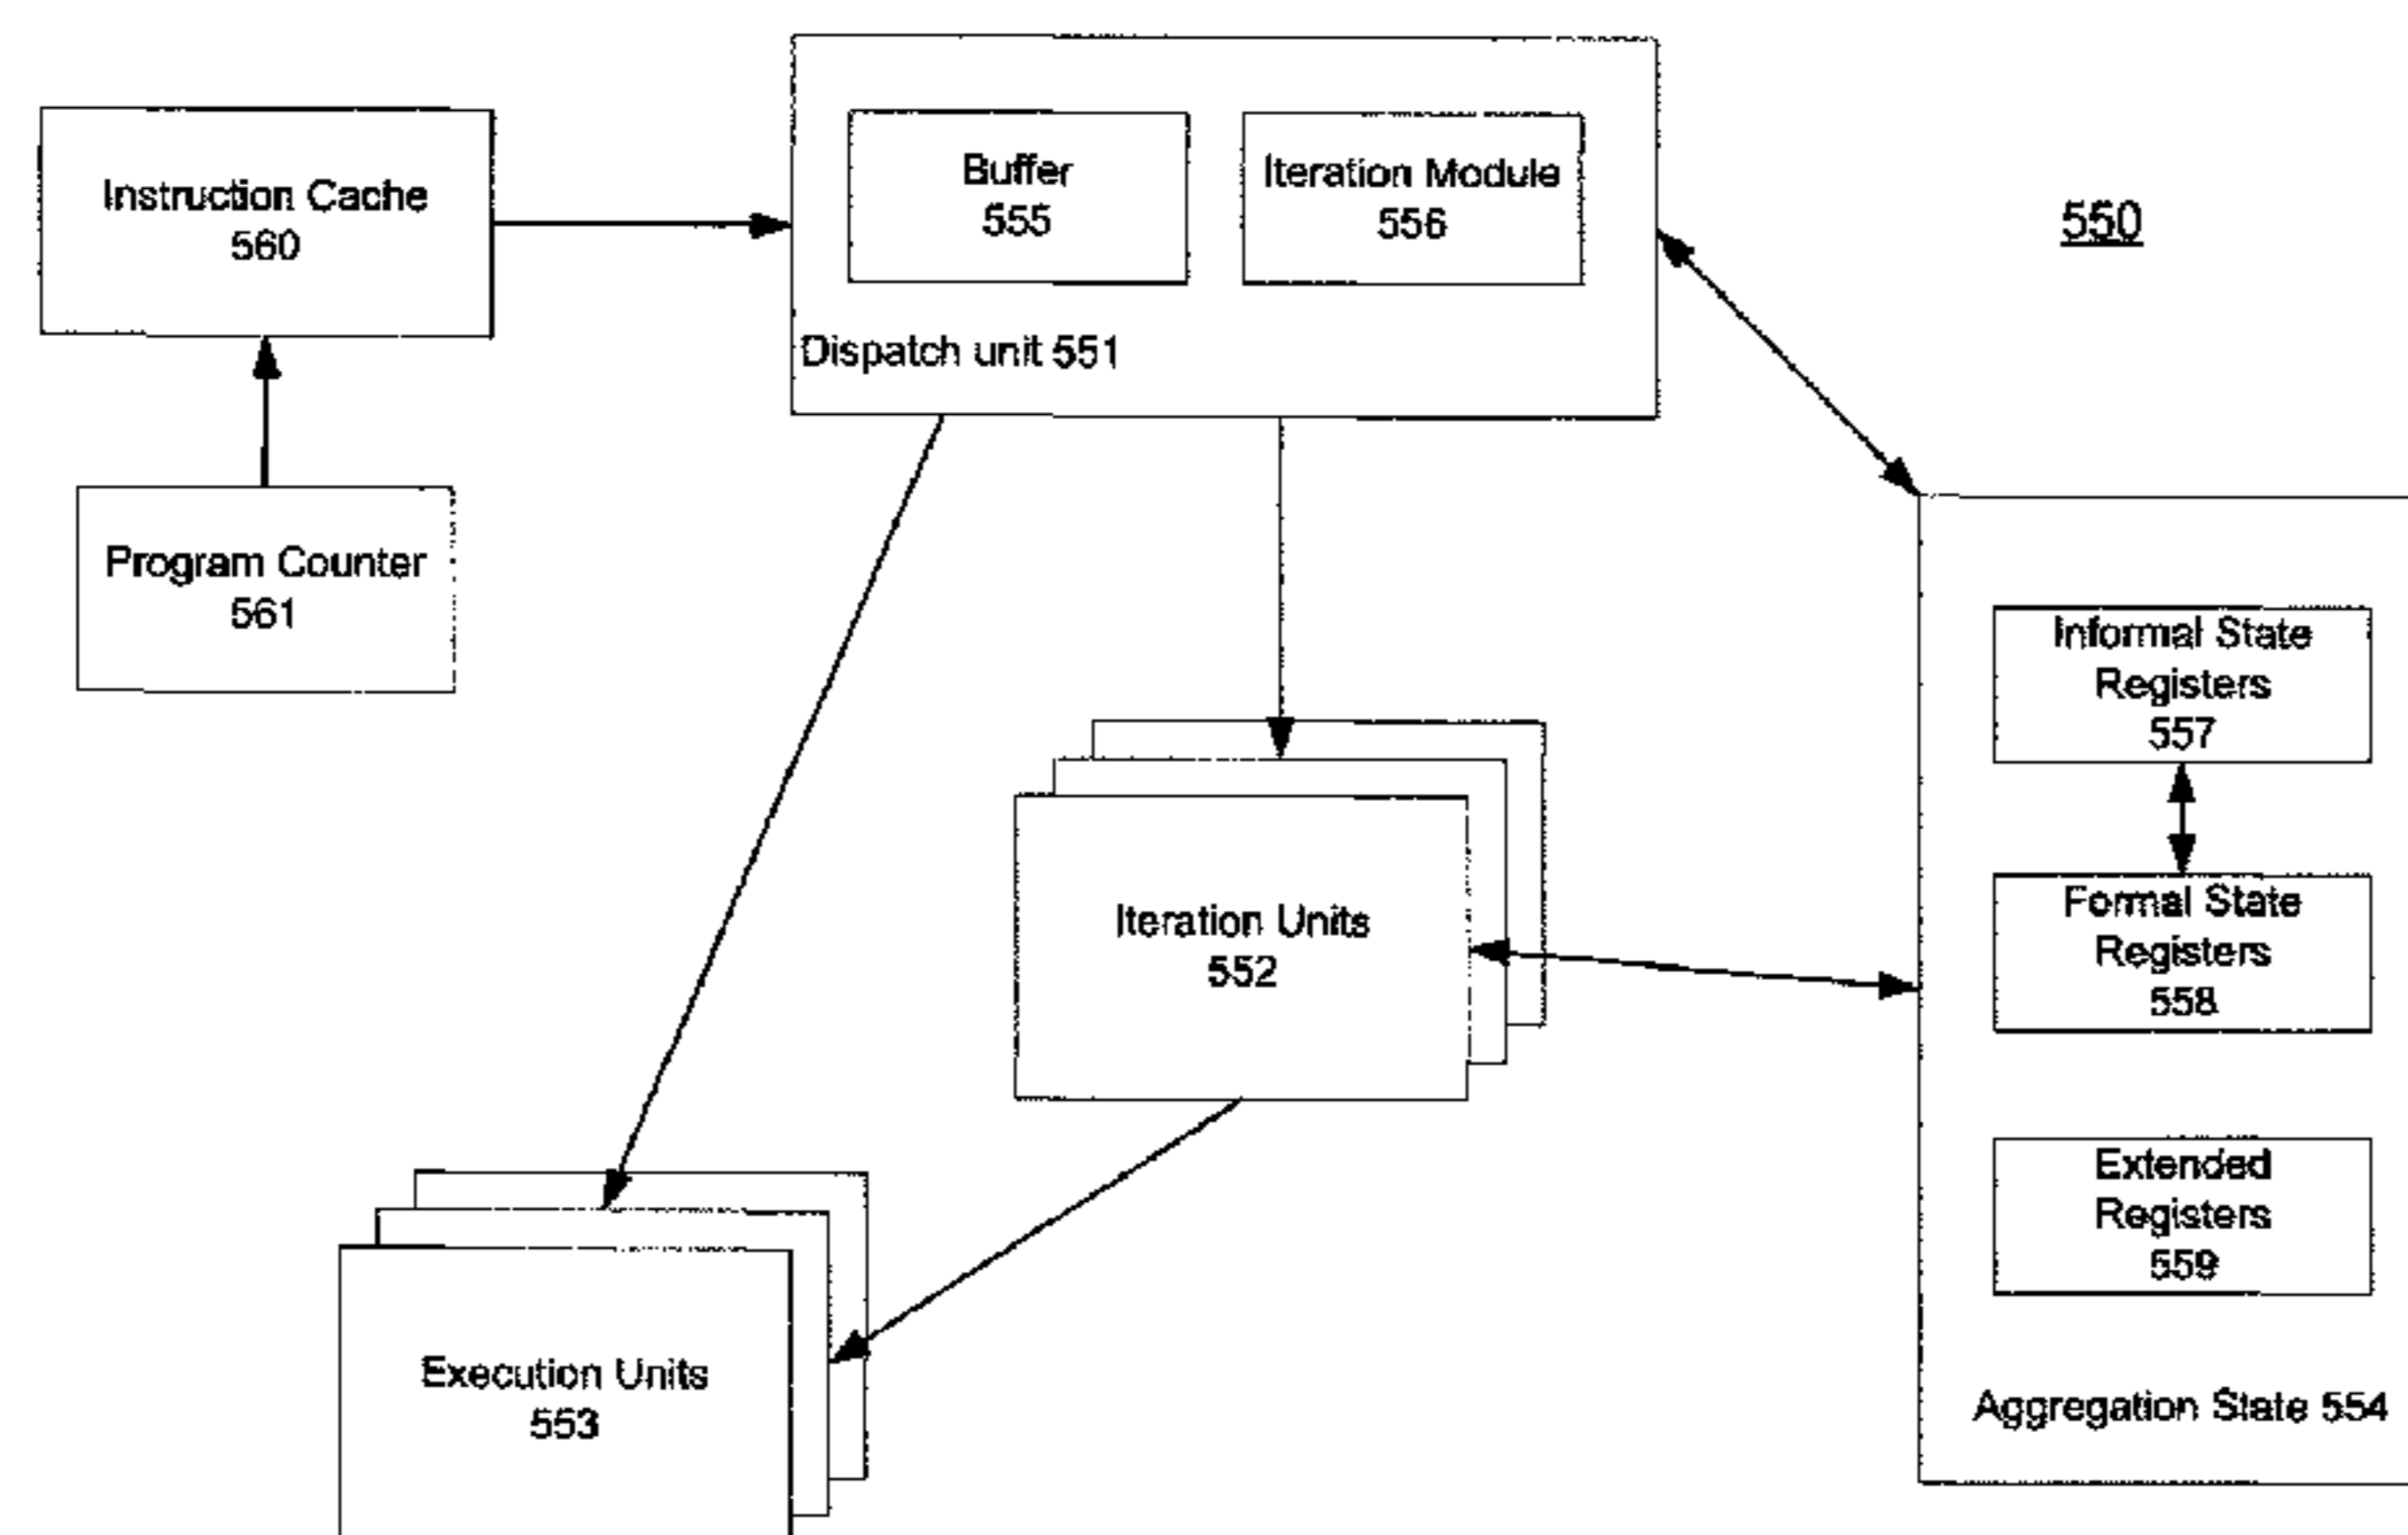 Instruction Cache
560
Buffer
555
Iteration Module
556
Dispatch unit 551
550
Program Counter
561
Informal State
Registers
557
Formal State
Registers
558
Iteration Units
552
Extended
Registers
559
Execution Units
553
Aggregation State 554